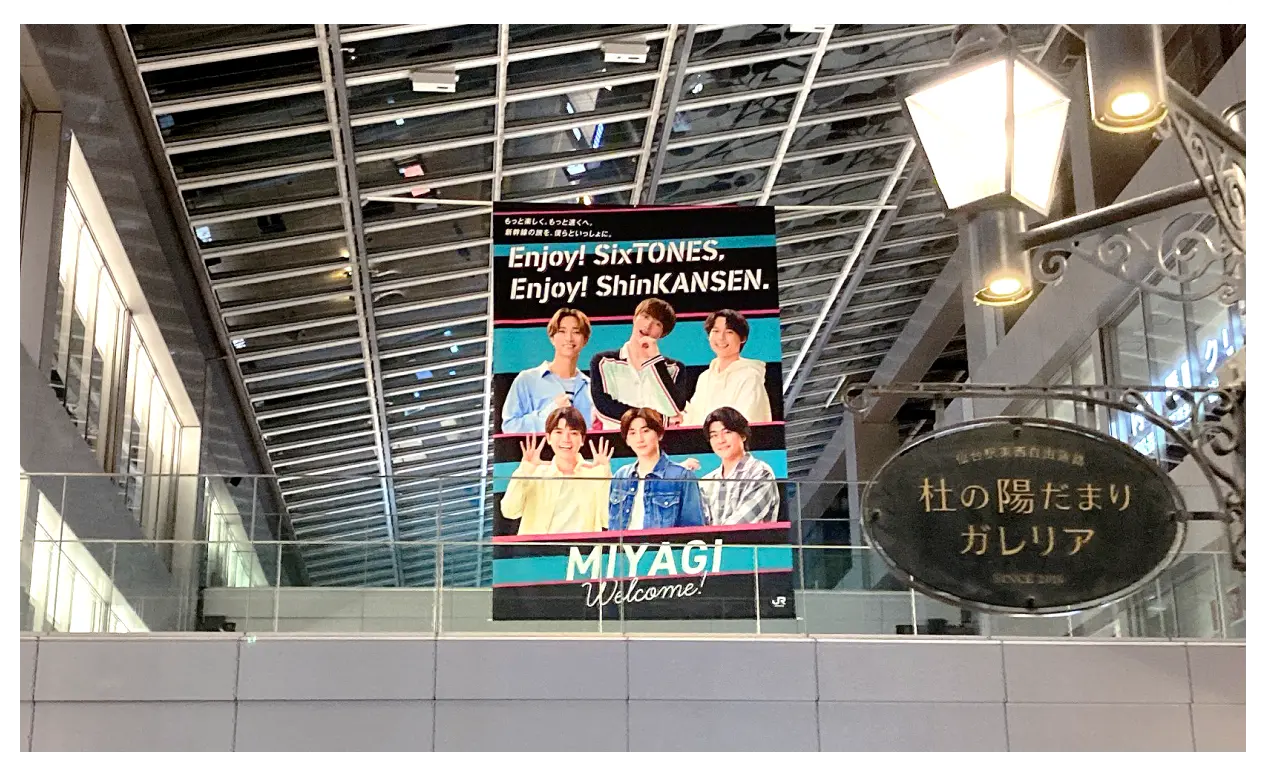 もっと楽しく。もっと遠くへ。
新幹線の旅を、僕らといっしょに。
Enjoy! SixTONES,
Enjoy! ShinKANSEN.
MIYAGI
Welcome!
JR
仙台駅東西自由通路
杜の陽だまり
ガレリア
SINCE 2016